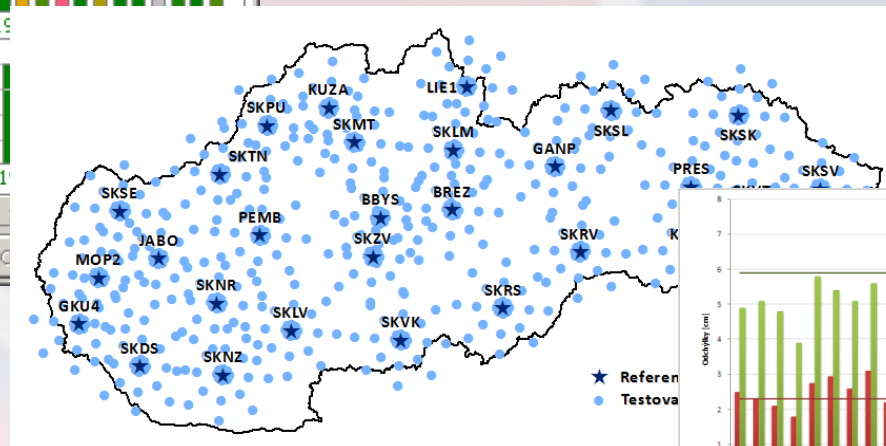 KUZA
LIE1
SKPU
SKMT
SKLM
SKSL
SKSK
SKTN
GANP
PRES
SKSV
SKSE
BBYS
BREZ
PEMB
JABO
SKZV
SKRV
K
MOP2
SKNR
SKRS
GKU4
SKLV
SKVK
SKDS
SKNZ
Referen
Testova
Odchýlky [cm]
8
7
6
5
4
3
2
1